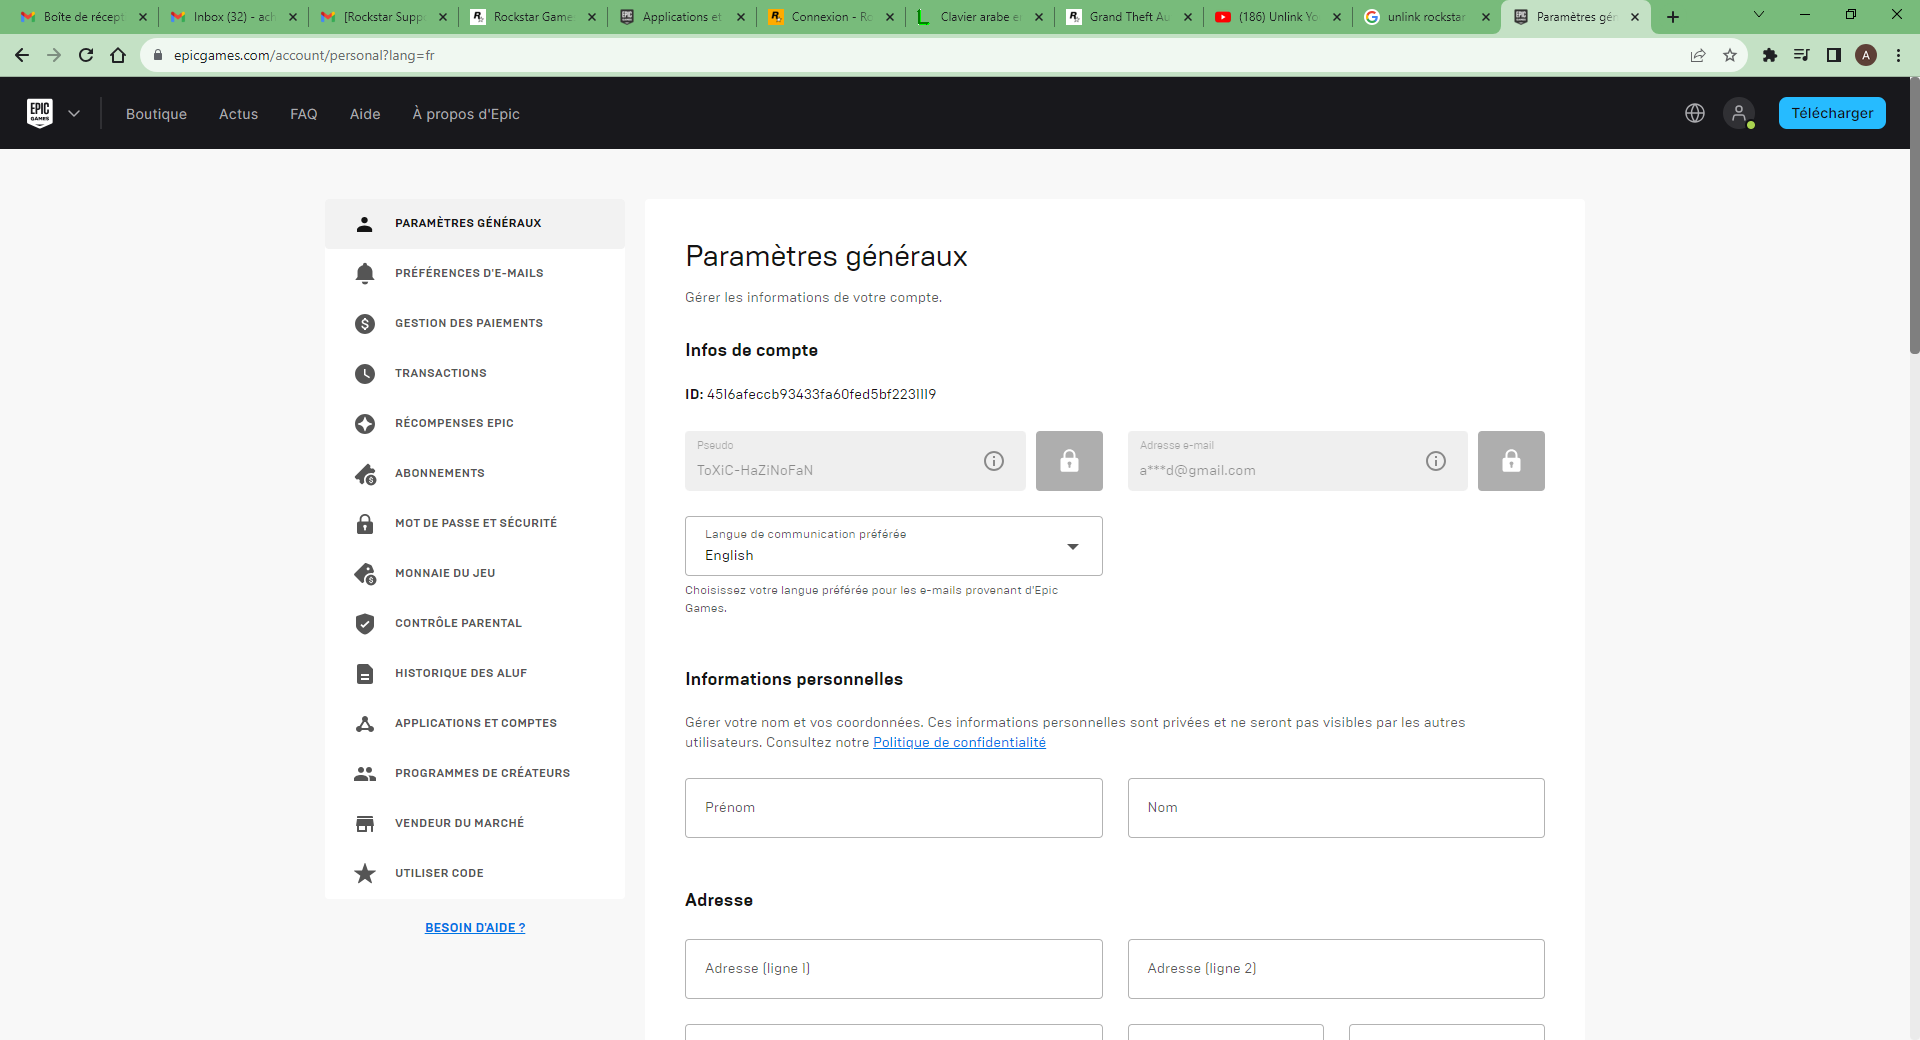 Boîte de récept
Inbox (32) - ach
[Rockstar Supp
Rockstar Game
Applications et
Connexion - Ro
Clavier arabe e
Grand Theft Au
(186) Unlink Yo
unlink rockstar
Paramètres gér
epicgames.com/account/personal?lang=fr
A
EPIC
GAMES
Boutique
Actus
FAQ
Aide
À propos d'Epic
Télécharger
PARAMÈTRES GÉNÉRAUX
PRÉFÉRENCES D'E-MAILS
GESTION DES PAIEMENTS
TRANSACTIONS
RÉCOMPENSES EPIC
ABONNEMENTS
MOT DE PASSE ET SÉCURITÉ
MONNAIE DU JEU
CONTRÔLE PARENTAL
HISTORIQUE DES ALUF
APPLICATIONS ET COMPTES
PROGRAMMES DE CRÉATEURS
VENDEUR DU MARCHÉ
UTILISER CODE
BESOIN D'AIDE ?
Paramètres généraux
Gérer les informations de votre compte.
Infos de compte
ID: 4516afeccb93433fa60fed5bf2231119
Pseudo
ToXiC-HaZiNoFaN
Adresse e-mail
a***d@gmail.com
Langue de communication préférée
English
Choisissez votre langue préférée pour les e-mails provenant d'Epic
Games.
Informations personnelles
Gérer votre nom et vos coordonnées. Ces informations personnelles sont privées et ne seront pas visibles par les autres
utilisateurs. Consultez notre Politique de confidentialité
Prénom
Nom
Adresse
Adresse (ligne 1)
Adresse (ligne 2)